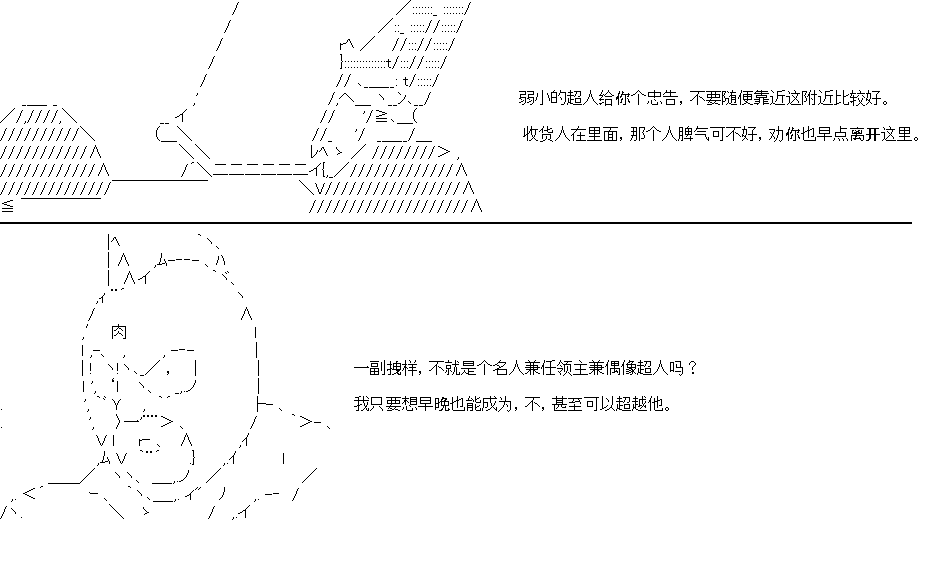 弱小的超人给你个忠告，不要随便靠近这附近比较好。
收货人在里面，那个人脾气可不好，劝你也早点离开这里。
肉
一副拽样，不就是个名人兼任领主兼偶像超人吗？
我只要想早晚也能成为，不，甚至可以超越他。